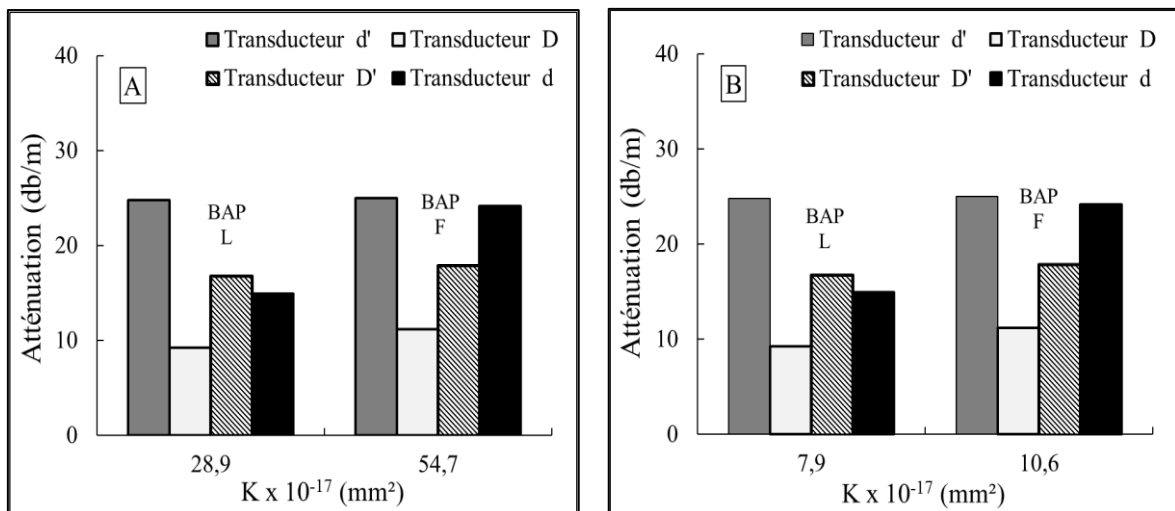 Transducteur d' Transducteur D
Transducteur D' Transducteur d
A
40
30
20
10
0
Atténuation (db/m)
BAP
L
BAP
F
28,9 54,7
K x 10⁻¹⁷ (mm²)
Transducteur d' Transducteur D
Transducteur D' Transducteur d
B
40
30
20
10
0
Atténuation (db/m)
BAP
L
BAP
F
7,9 10,6
K x 10⁻¹⁷ (mm²)